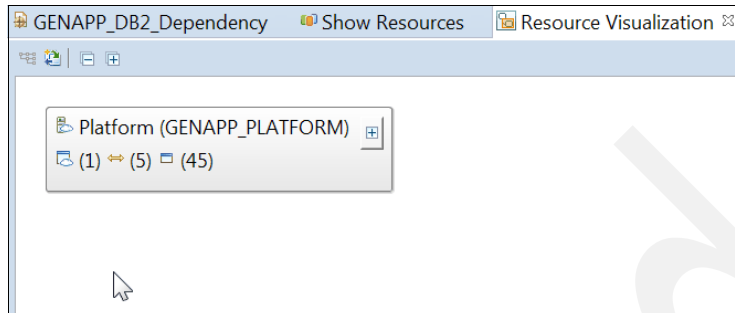 GENAPP_DB2_Dependency Show Resources Resource Visualization
Platform (GENAPP_PLATFORM)
(1) (5) (45)